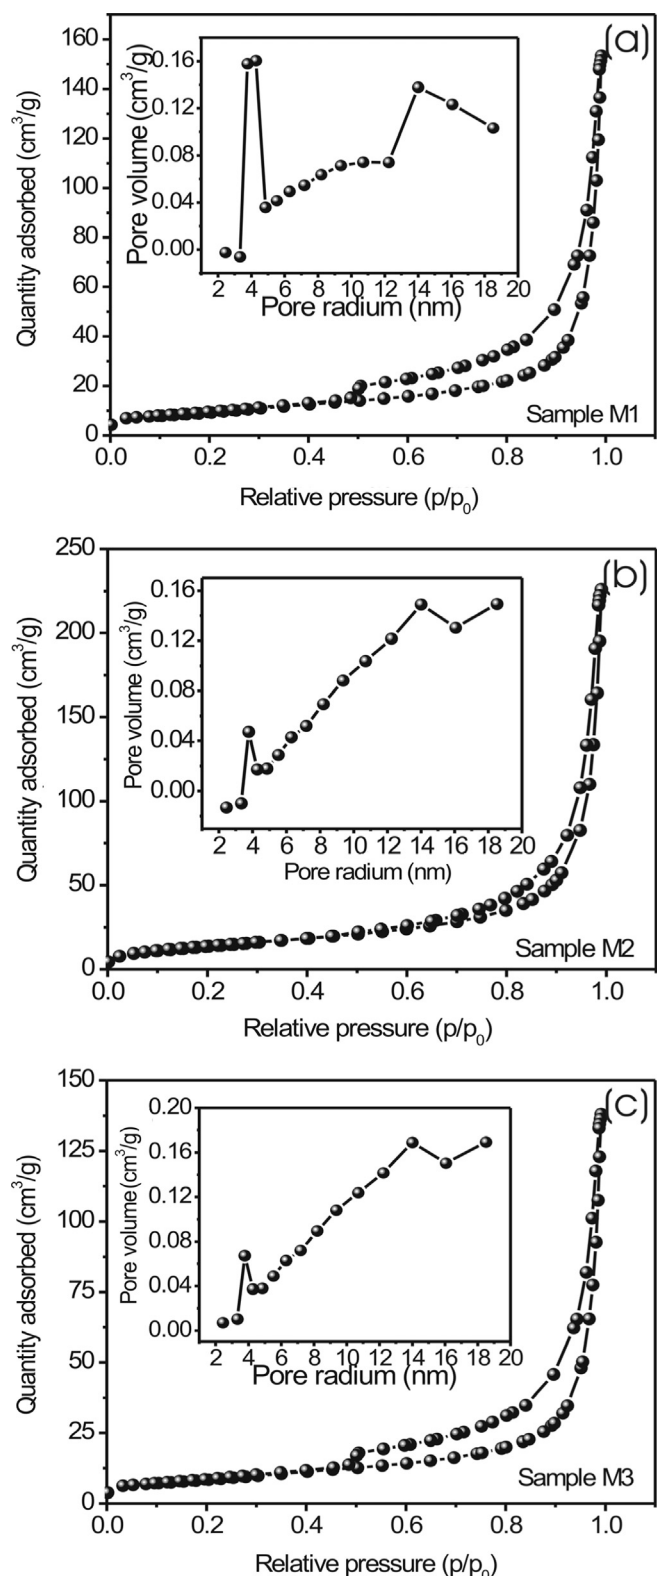 (a)
160
140
120
100
80
60
40
20
0
Quantity adsorbed (cm³/g)
0.16
0.12
0.08
0.04
0.00
Pore volume (cm³/g)
2 4 6 8 10 12 14 16 18 20
Pore radium (nm)
Sample M1
0.0 0.2 0.4 0.6 0.8 1.0
Relative pressure (p/p₀)
(b)
250
225
200
175
150
125
100
75
50
25
0
Quantity adsorbed (cm³/g)
0.16
0.12
0.08
0.04
0.00
Pore volume (cm³/g)
2 4 6 8 10 12 14 16 18 20
Pore radium (nm)
Sample M2
0.0 0.2 0.4 0.6 0.8 1.0
Relative pressure (p/p₀)
(c)
150
125
100
75
50
25
0
Quantity adsorbed (cm³/g)
0.20
0.16
0.12
0.08
0.04
0.00
Pore volume(cm³/g)
2 4 6 8 10 12 14 16 18 20
Pore radium (nm)
Sample M3
0.0 0.2 0.4 0.6 0.8 1.0
Relative pressure (p/p₀)